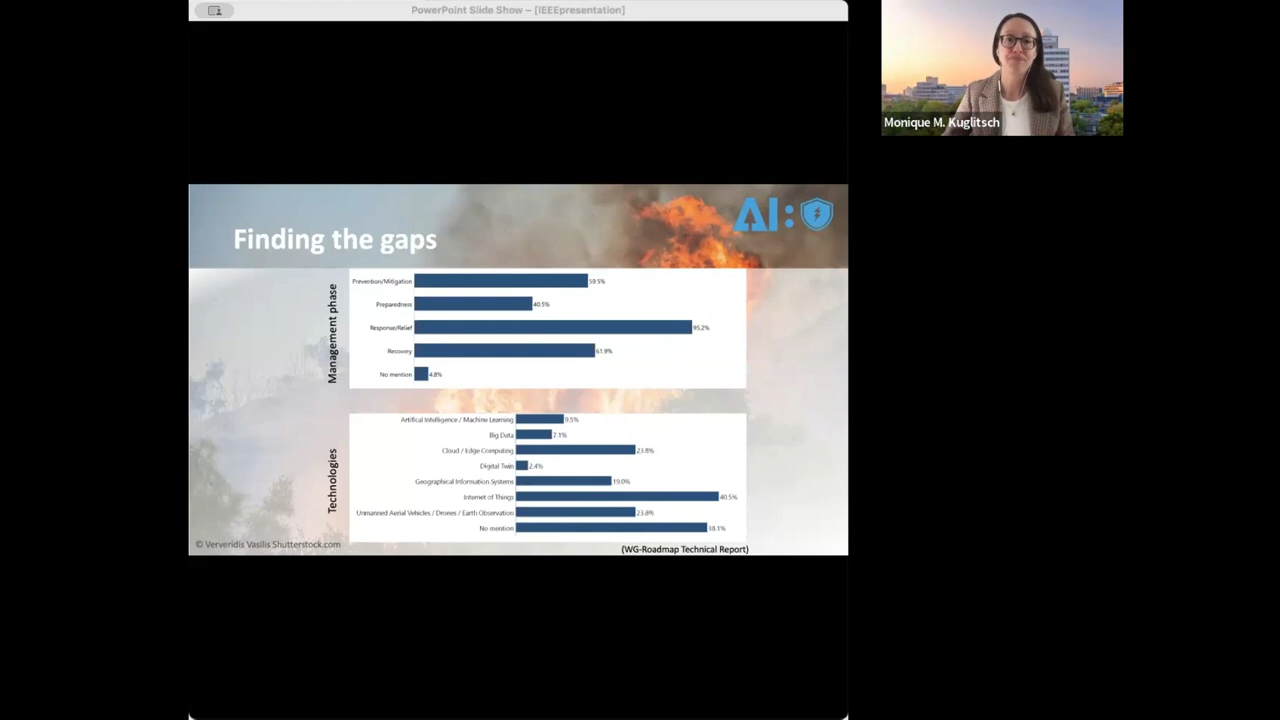 PowerPoint Slide Show – [IEEEpresentation]
Monique M. Kuglitsch
AI:
Finding the gaps
Management phase
Prevention/Mitigation 59.5%
Preparedness 40.5%
Response/Relief 95.2%
Recovery 61.9%
No mention 4.8%
Technologies
Artifical Intelligence / Machine Learning 9.5%
Big Data 7.1%
Cloud / Edge Computing 23.8%
Digital Twin 2.4%
Geographical Information Systems 19.0%
Internet of Things 40.5%
Unmanned Aerial Vehicles / Drones / Earth Observation 23.8%
No mention 38.1%
© Ververidis Vasilis Shutterstock.com
(WG-Roadmap Technical Report)